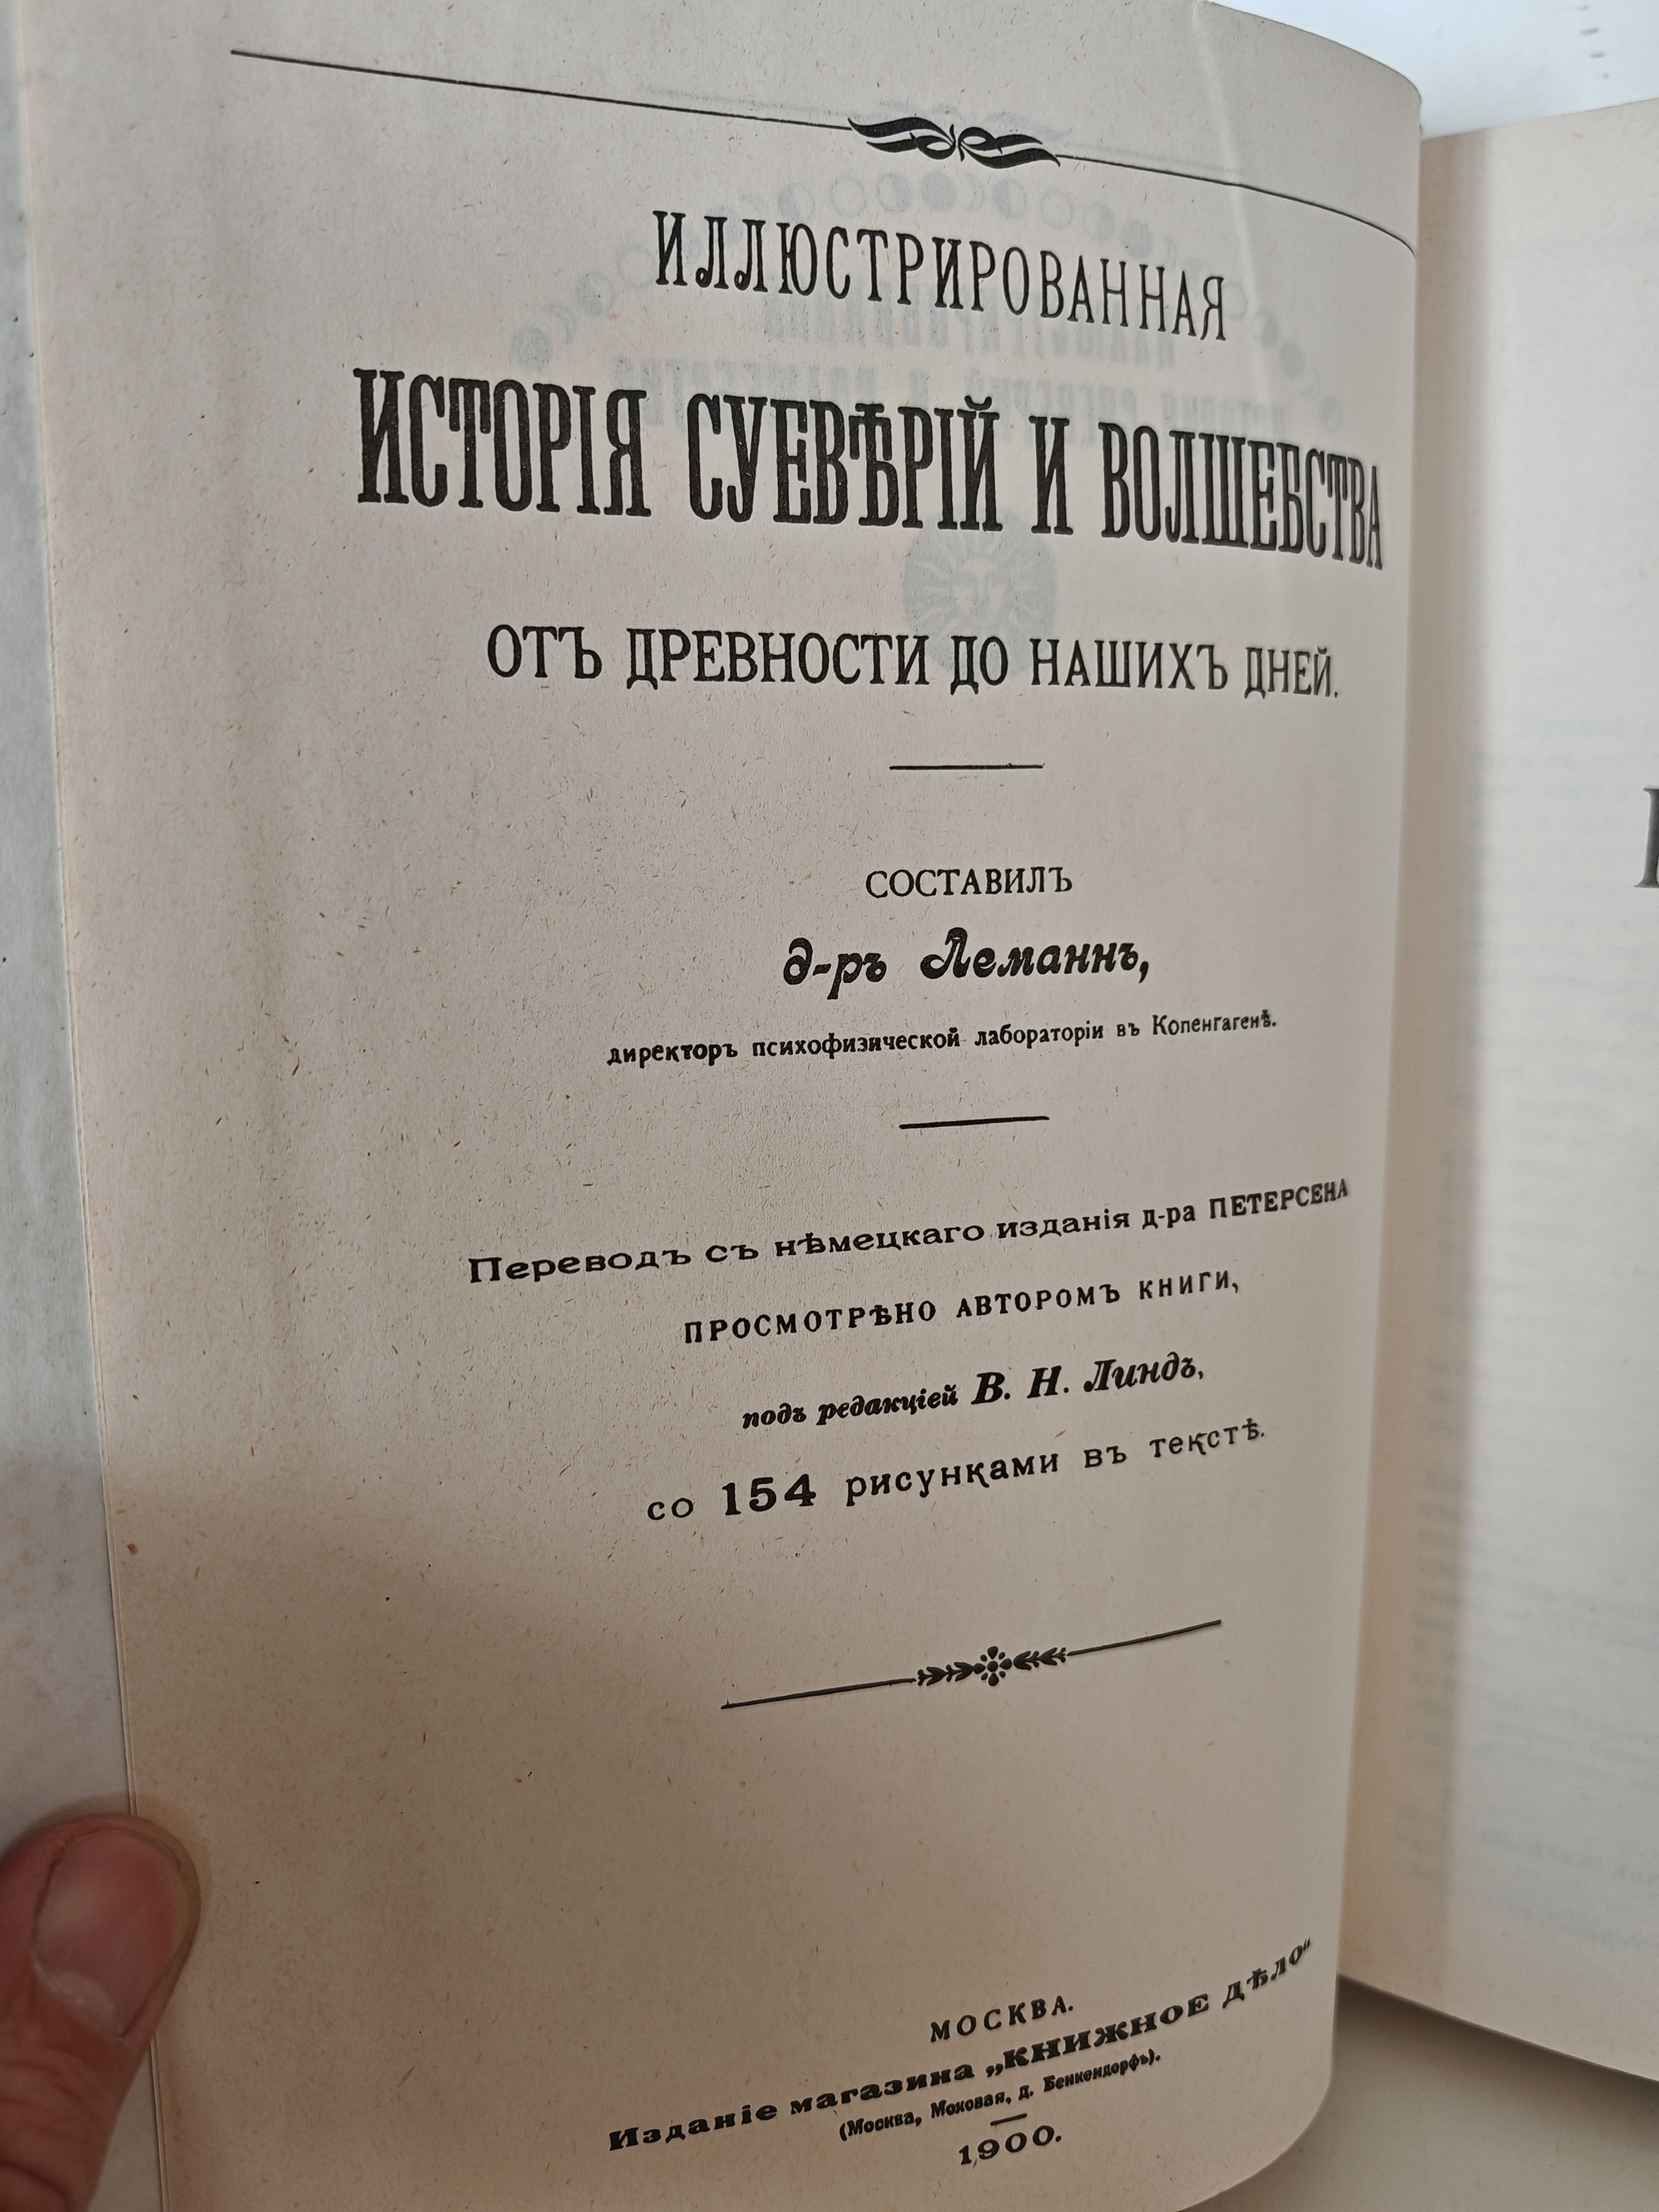 ИЛЛЮСТРИРОВАННАЯ
ИСТОРІЯ СУЕВѢРІЙ И ВОЛШЕБСТВА
ОТЪ ДРЕВНОСТИ ДО НАШИХЪ ДНЕЙ.
СОСТАВИЛЪ
д-ръ Леманнъ,
директоръ психофизической лабораторіи въ Копенгагенѣ.
Переводъ съ нѣмецкаго изданія д-ра ПЕТЕРСЕНА
ПРОСМОТРѢНО АВТОРОМЪ КНИГИ,
подъ редакціей В. Н. Линдъ,
со 154 рисунками въ текстѣ.
МОСКВА.
Изданіе магазина „КНИЖНОЕ ДѢЛО“
(Москва, Моховая, д. Бенкендорфъ).
1900.